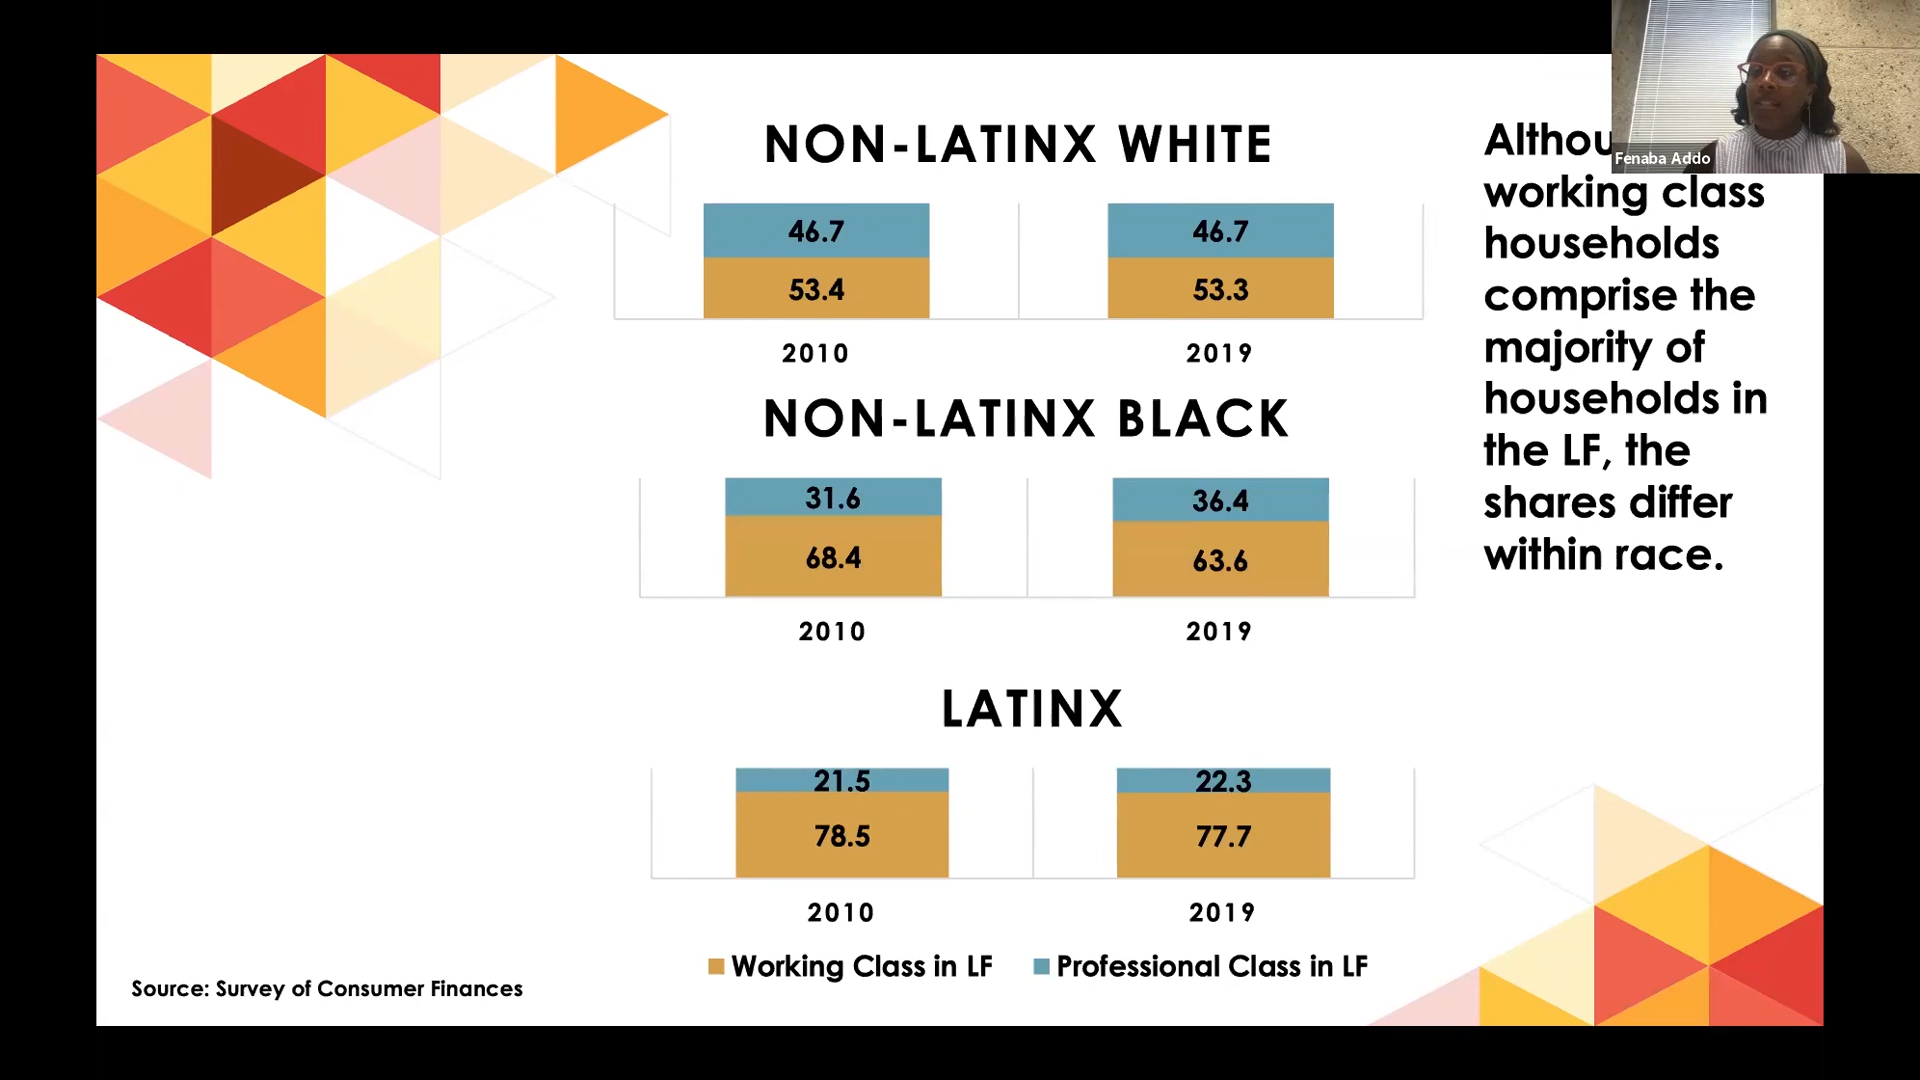 NON-LATINX WHITE
46.7
46.7
53.4
53.3
2010
2019
NON-LATINX BLACK
31.6
36.4
68.4
63.6
2010
2019
LATINX
21.5
22.3
78.5
77.7
2010
2019
Working Class in LF
Professional Class in LF
Source: Survey of Consumer Finances
working class
households
comprise the
majority of
households in
the LF, the
shares differ
within race.
Fenaba Addo